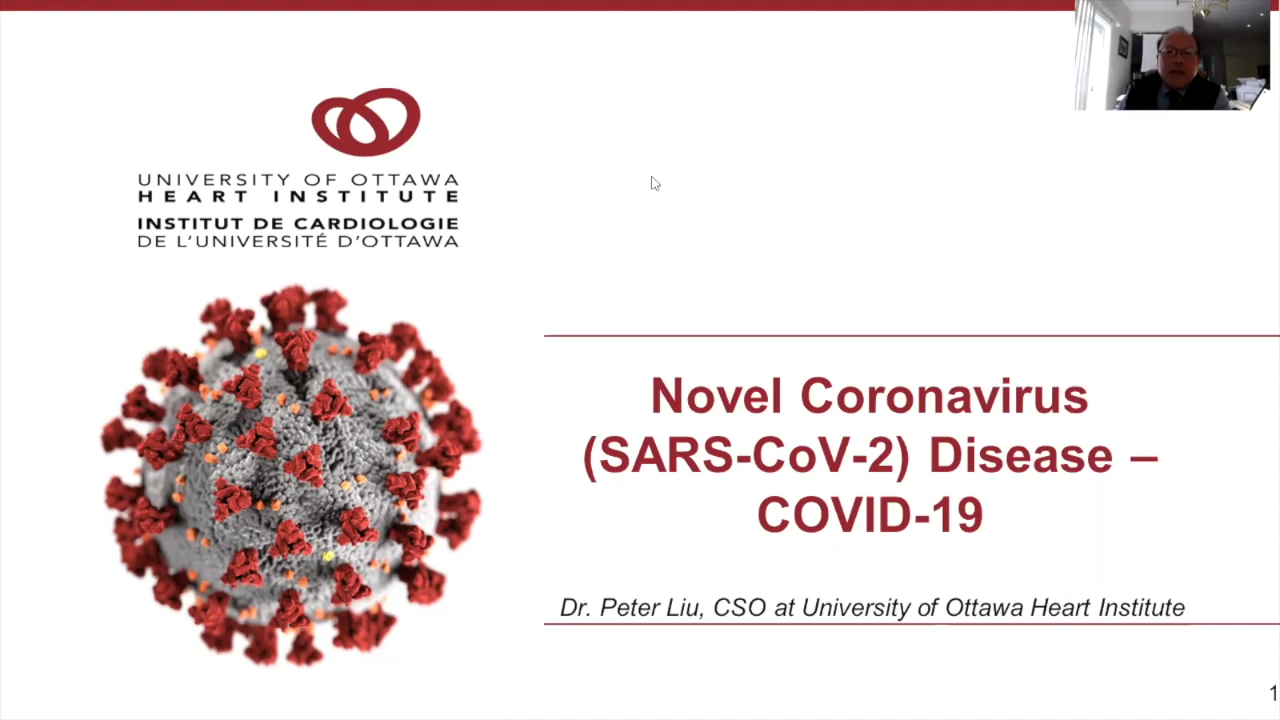 UNIVERSITY OF OTTAWA
HEART INSTITUTE
INSTITUT DE CARDIOLOGIE
DE L'UNIVERSITÉ D'OTTAWA
Novel Coronavirus
(SARS-CoV-2) Disease –
COVID-19
Dr. Peter Liu, CSO at University of Ottawa Heart Institute
1